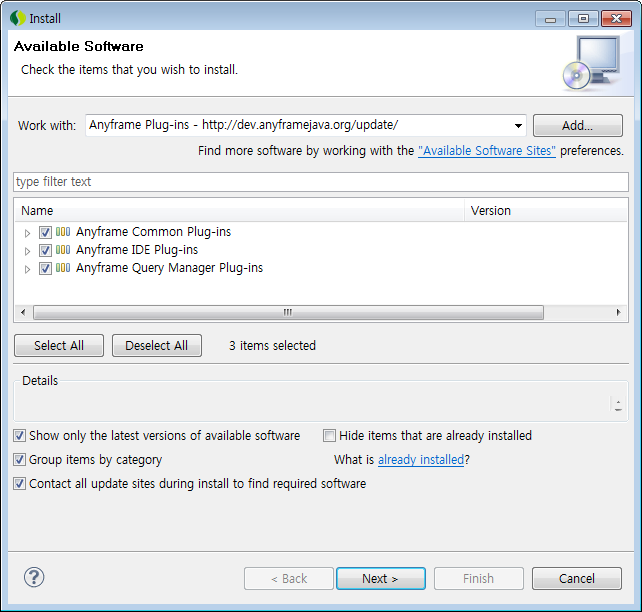 Install
Available Software
Check the items that you wish to install.
Work with: Anyframe Plug-ins - http://dev.anyframejava.org/update/ Add...
Find more software by working with the "Available Software Sites" preferences.
type filter text
Name Version
Anyframe Common Plug-ins
Anyframe IDE Plug-ins
Anyframe Query Manager Plug-ins
Select All Deselect All 3 items selected
Details
Show only the latest versions of available software Hide items that are already installed
Group items by category What is already installed?
Contact all update sites during install to find required software
? < Back Next > Finish Cancel